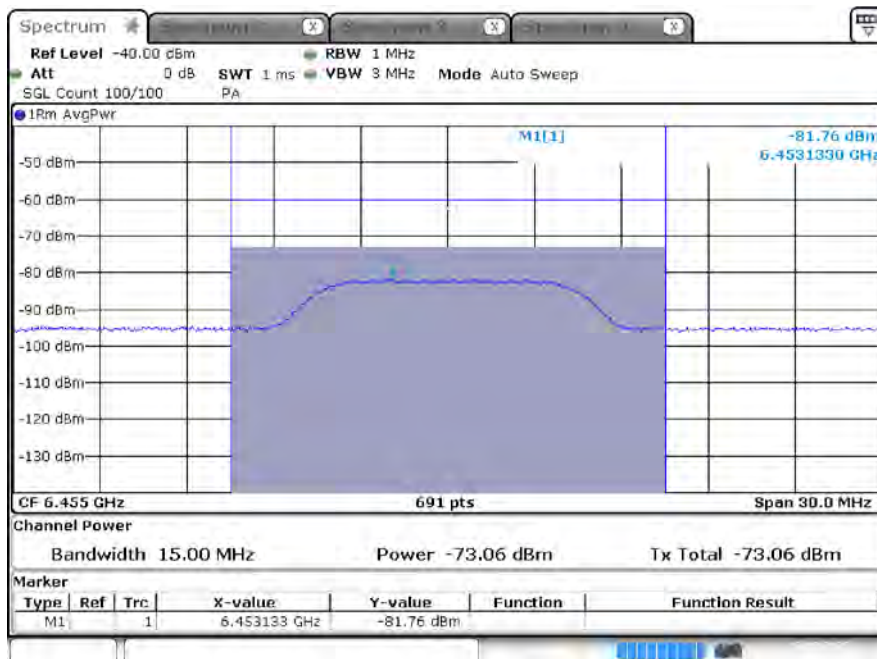 Spectrum X X X
Ref Level -40.00 dBm RBW 1 MHz
Att 0 dB SWT 1 ms VBW 3 MHz Mode Auto Sweep
SGL Count 100/100 PA
1Rm AvgPwr
M1[1] -81.76 dBm
6.4531330 GHz
-50 dBm
-60 dBm
-70 dBm
-80 dBm
-90 dBm
-100 dBm
-110 dBm
-120 dBm
-130 dBm
CF 6.455 GHz 691 pts Span 30.0 MHz
Channel Power
Bandwidth 15.00 MHz Power -73.06 dBm Tx Total -73.06 dBm
Marker
Type Ref Trc X-value Y-value Function Function Result
M1 1 6.453133 GHz -81.76 dBm